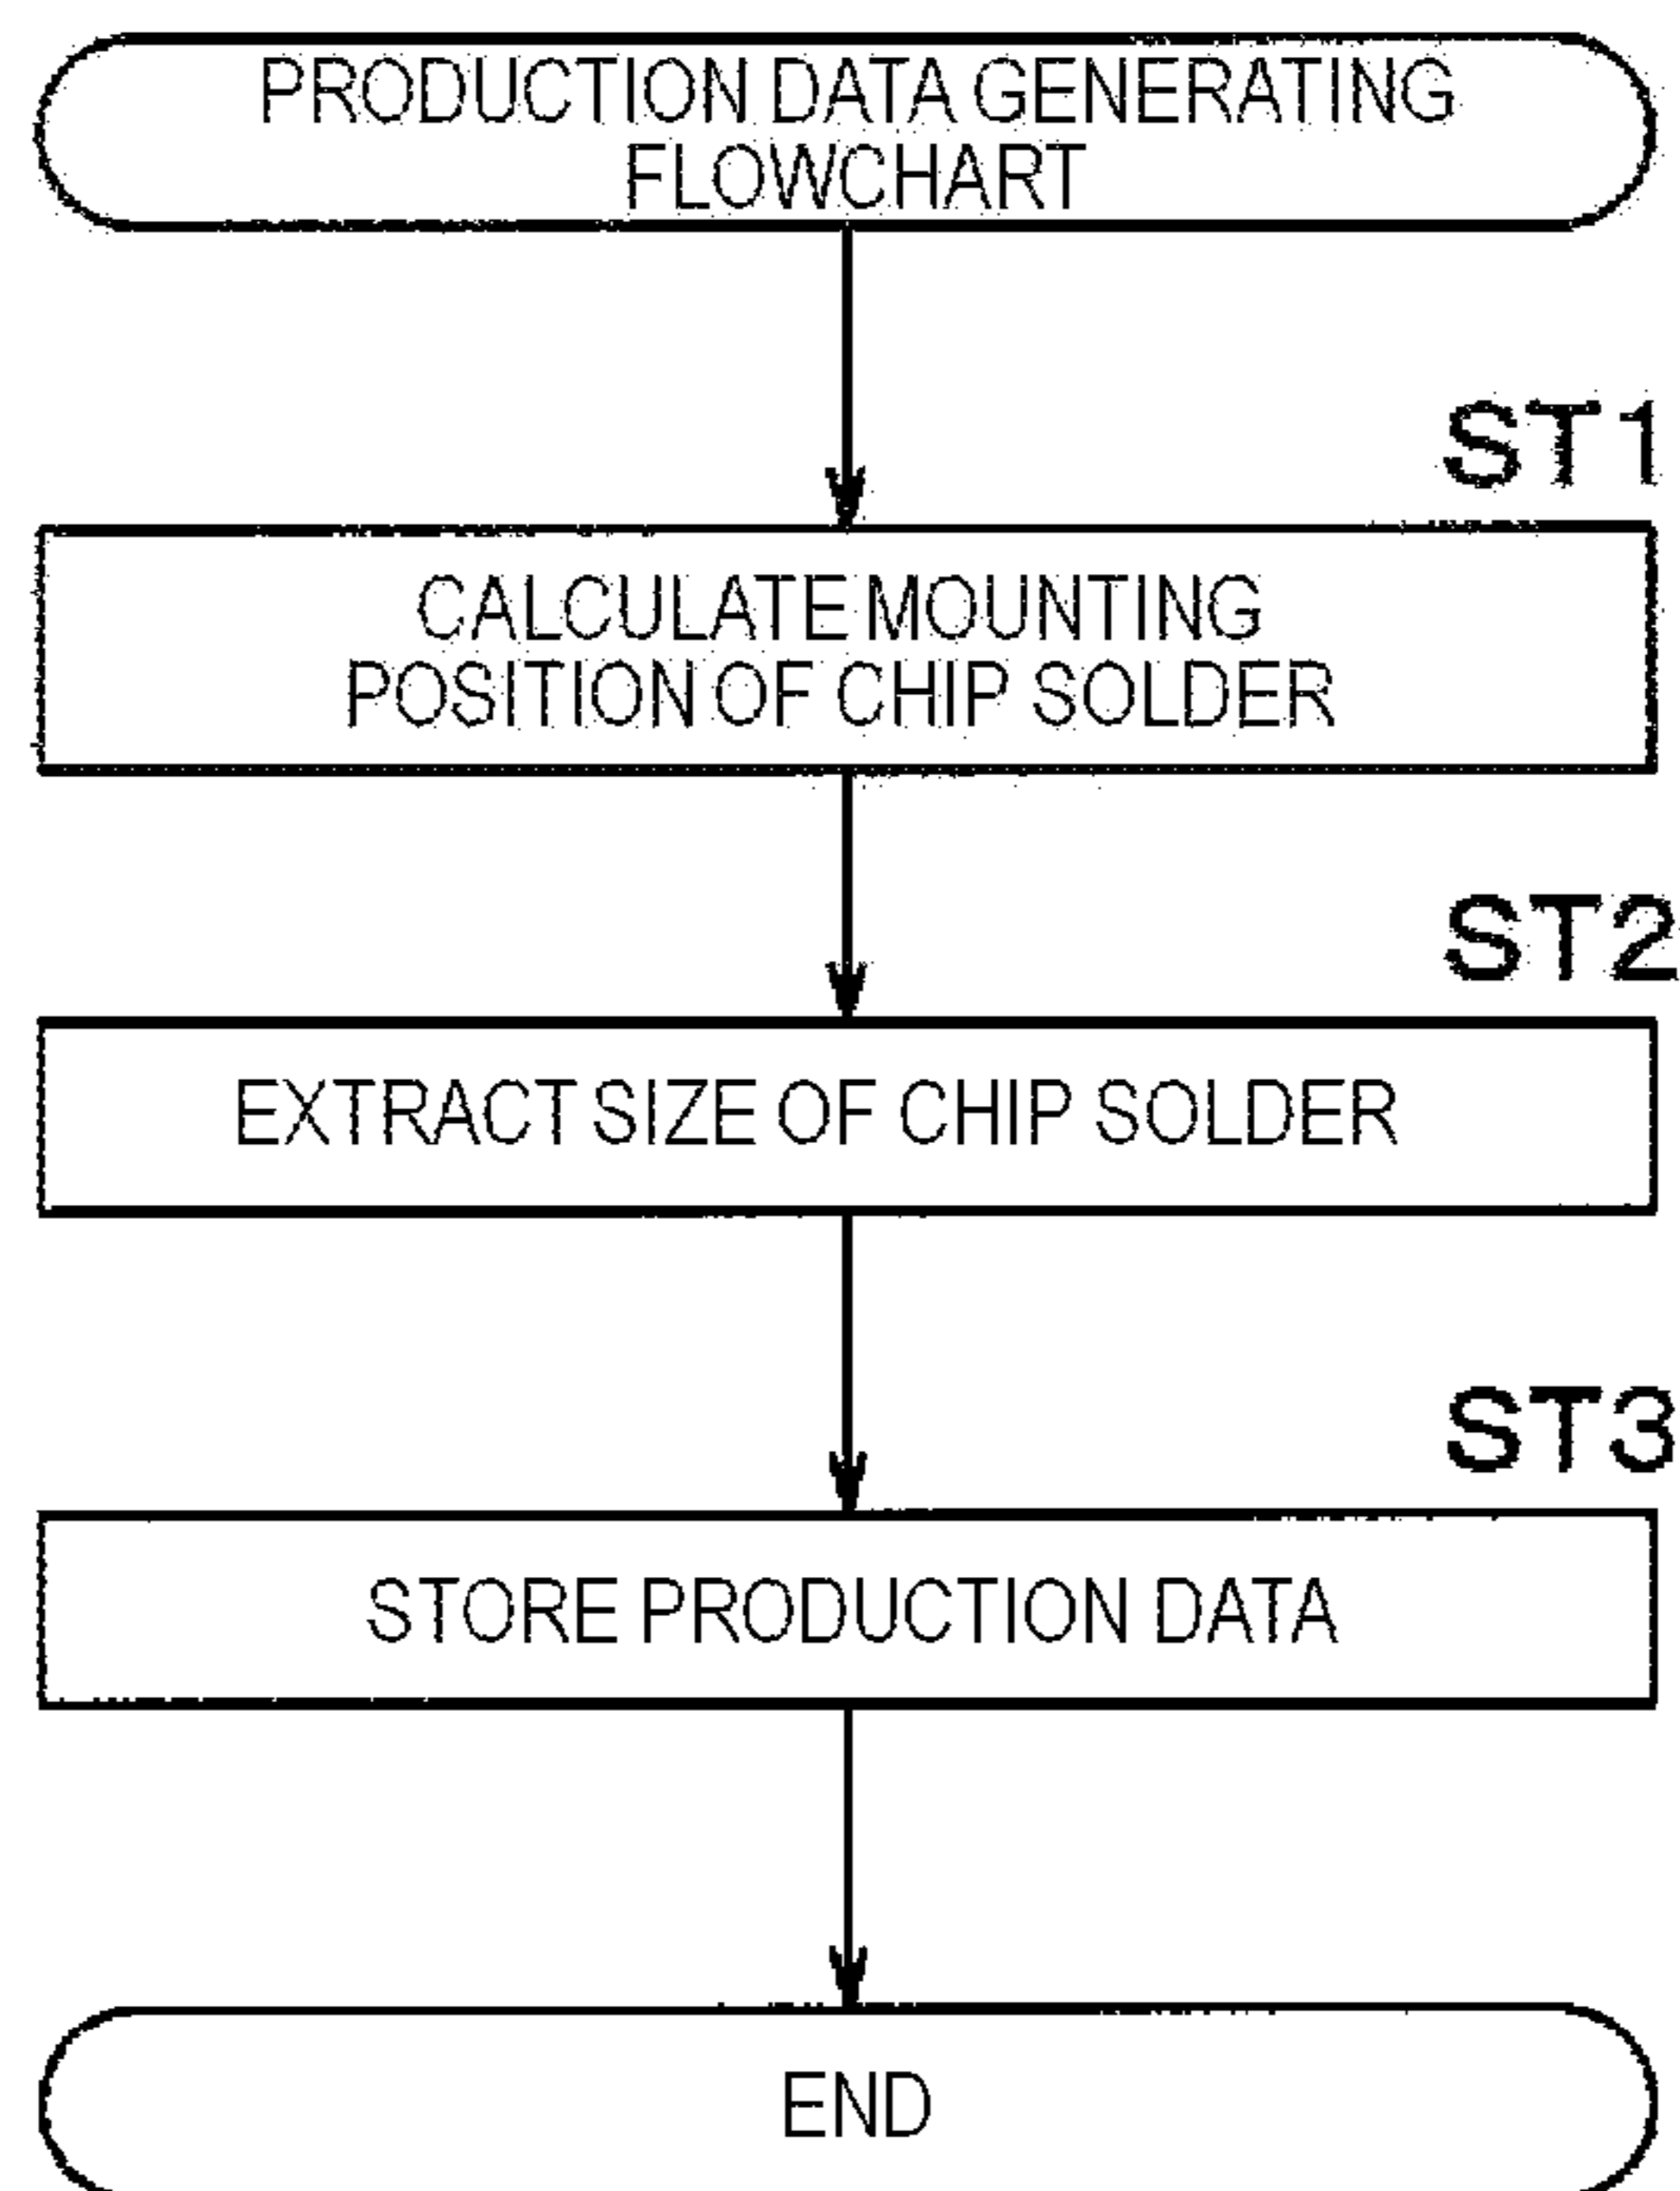 PRODUCTION DATA GENERATING
FLOWCHART
ST1
CALCULATE MOUNTING
POSITION OF CHIP SOLDER
ST2
EXTRACT SIZE OF CHIP SOLDER
ST3
STORE PRODUCTION DATA
END